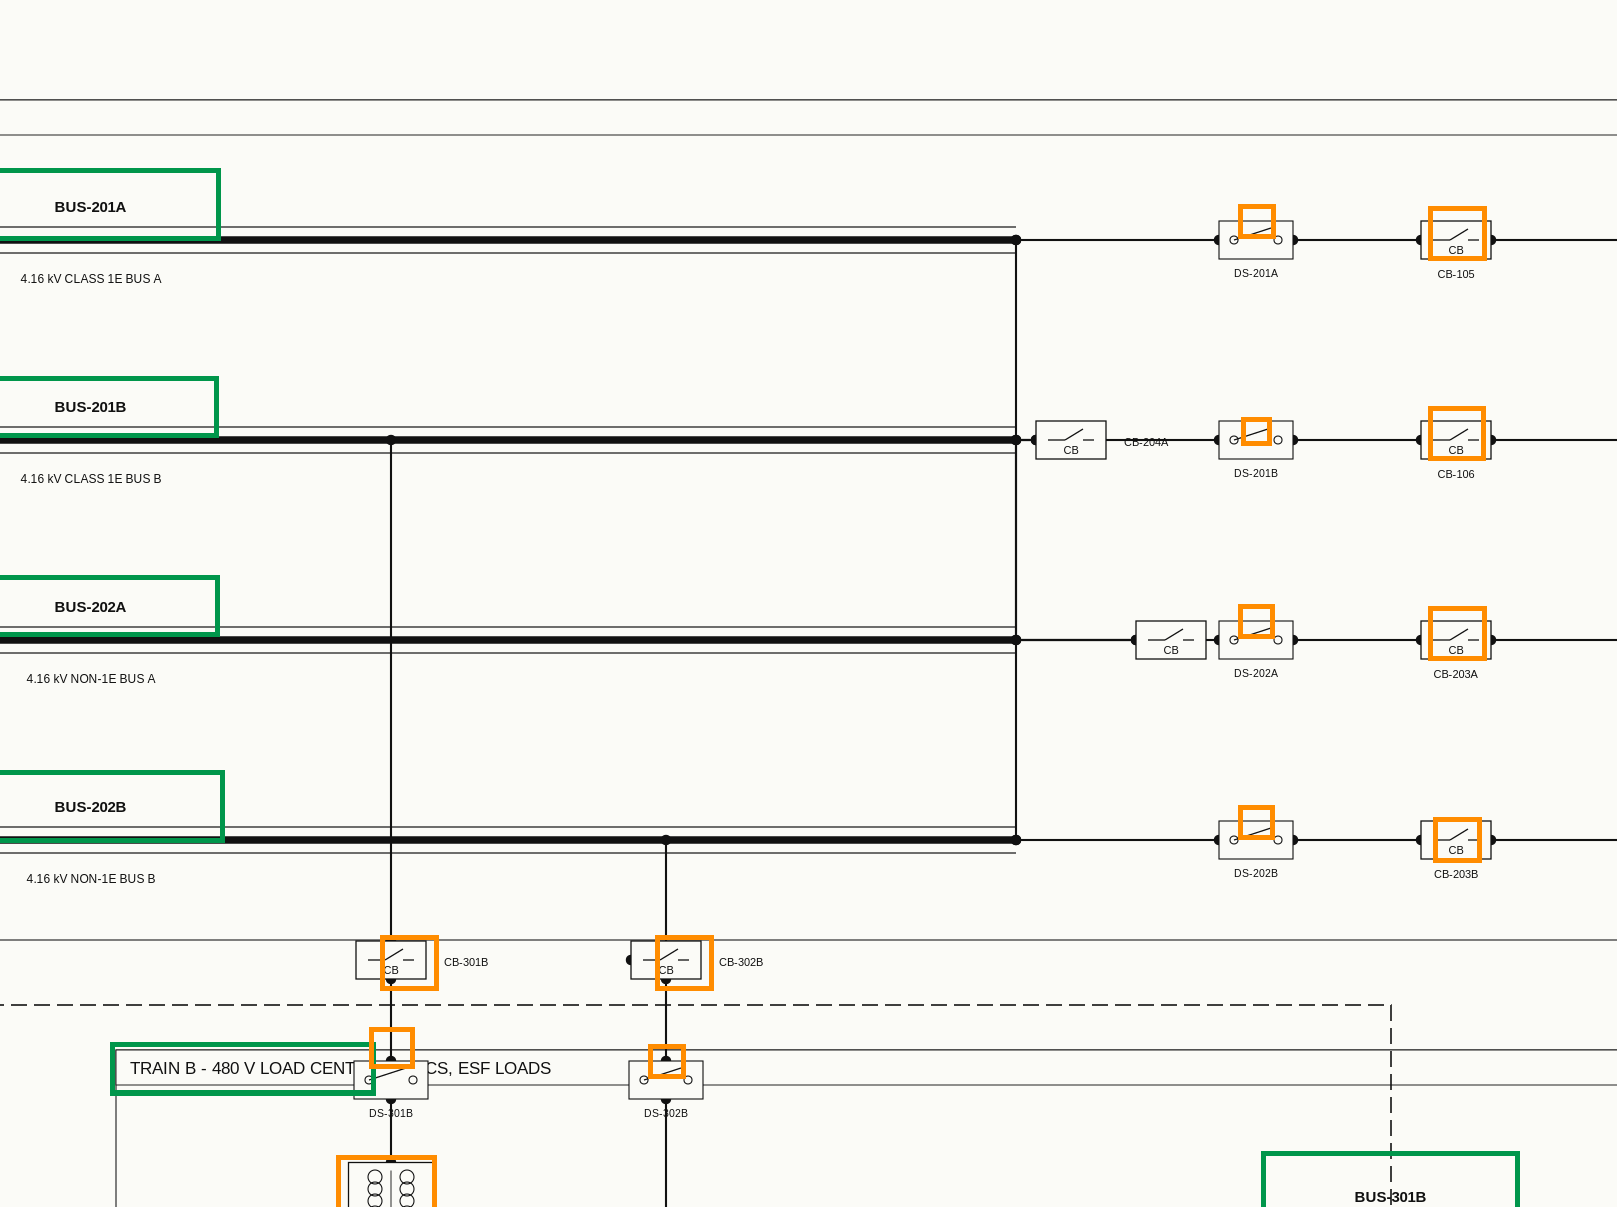 BUS-201A
4.16 kV CLASS 1E BUS A
DS-201A
CB
CB-105
BUS-201B
4.16 kV CLASS 1E BUS B
CB
CB-204A
DS-201B
CB
CB-106
BUS-202A
4.16 kV NON-1E BUS A
CB
DS-202A
CB
CB-203A
BUS-202B
4.16 kV NON-1E BUS B
DS-202B
CB
CB-203B
CB
CB-301B
CB
CB-302B
TRAIN B - 480 V LOAD CENT CS, ESF LOADS
DS-301B
DS-302B
BUS-301B